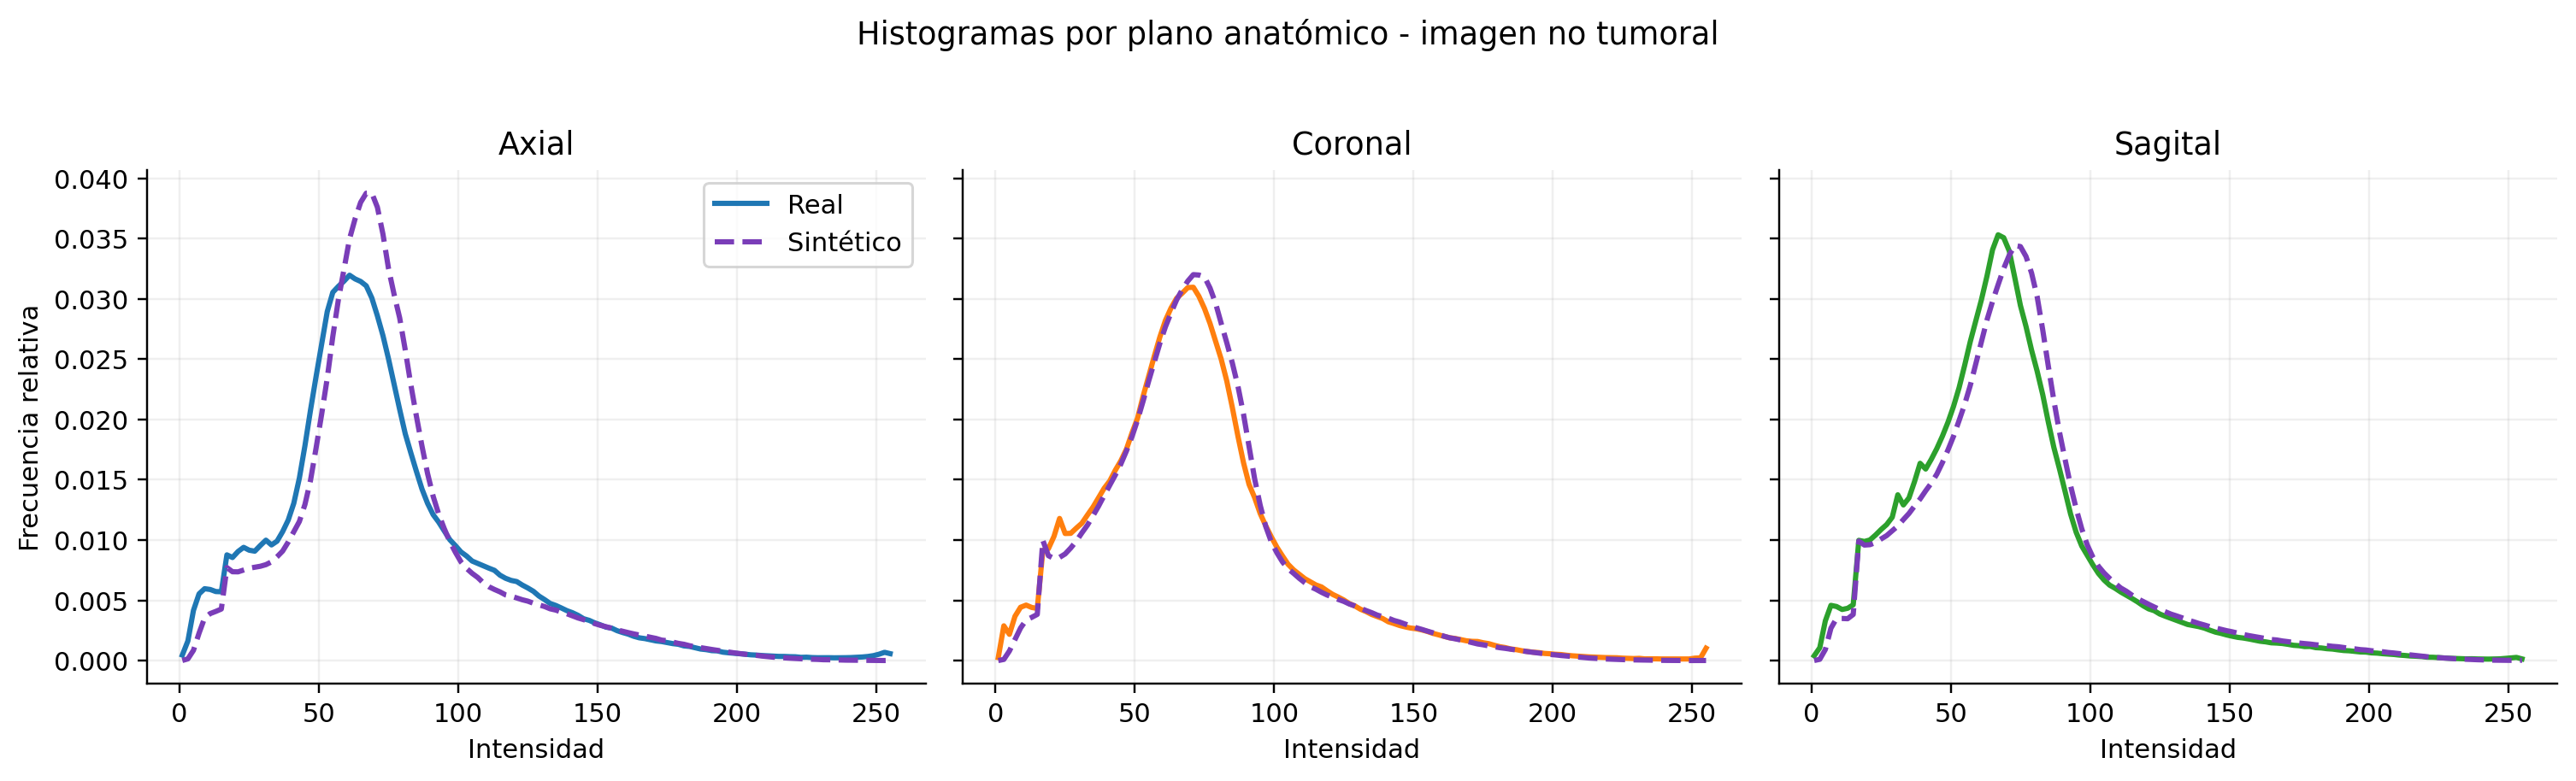 Histogramas por plano anatómico - imagen no tumoral
Axial
Coronal
Sagital
Real
Sintético
Frecuencia relativa
0.040
0.035
0.030
0.025
0.020
0.015
0.010
0.005
0.000
0 50 100 150 200 250
0 50 100 150 200 250
0 50 100 150 200 250
Intensidad
Intensidad
Intensidad